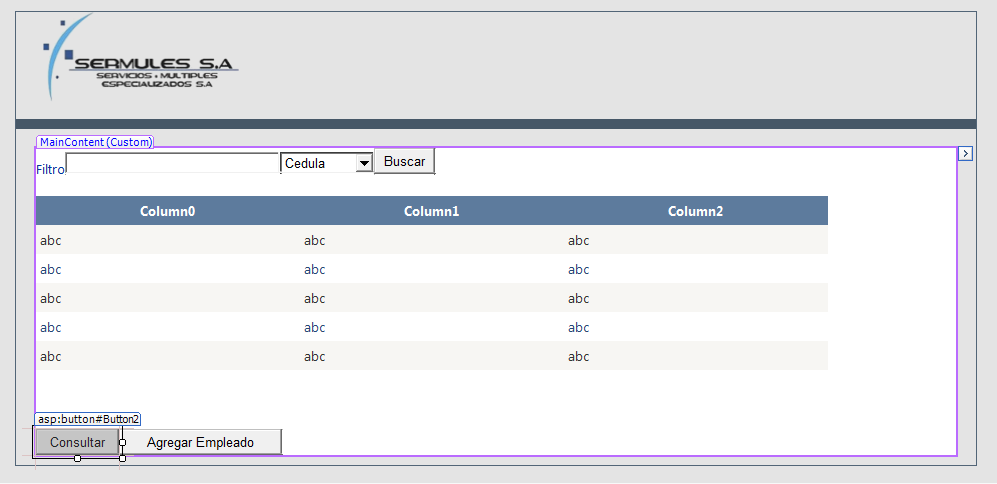 SERMULES S.A
SERVICIOS • MULTIPLES
ESPECIALIZADOS S.A
MainContent (Custom)
Filtro Cedula Buscar
Column0 Column1 Column2
abc abc abc
abc abc abc
abc abc abc
abc abc abc
abc abc abc
asp:button#Button2
Consultar Agregar Empleado